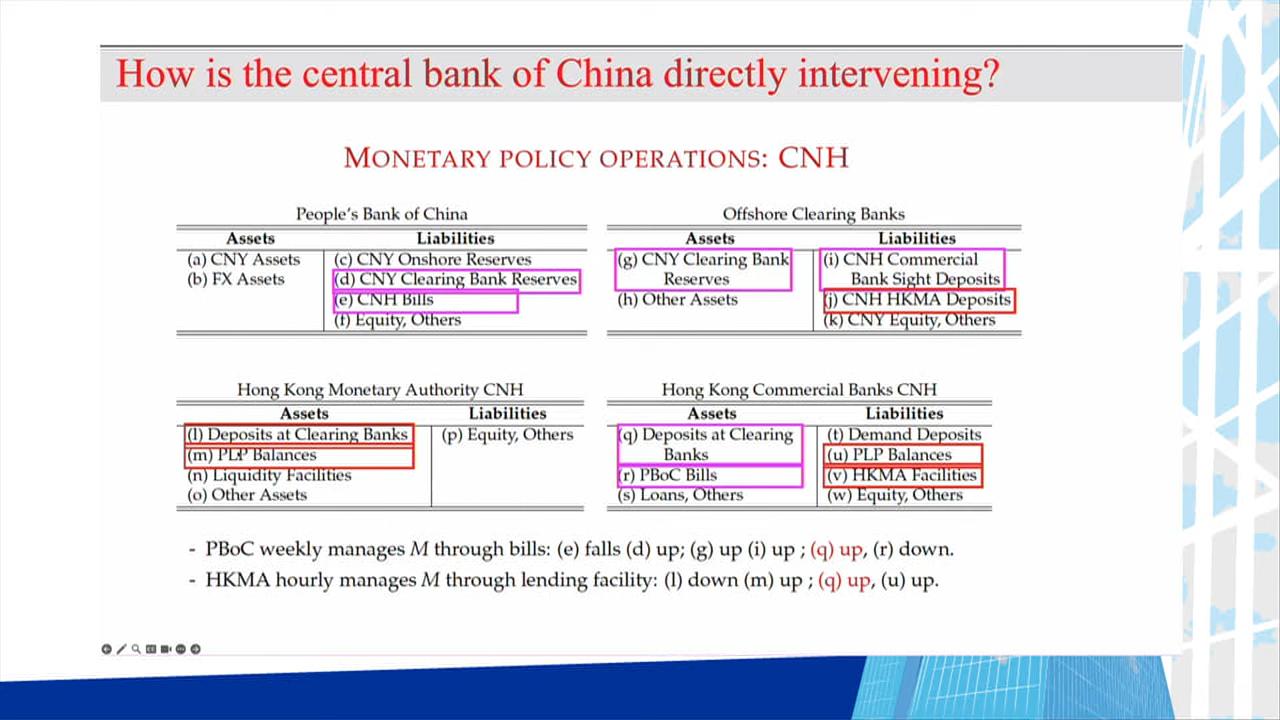 How is the central bank of China directly intervening?
MONETARY POLICY OPERATIONS: CNH
People's Bank of China
Assets Liabilities
(a) CNY Assets (c) CNY Onshore Reserves
(b) FX Assets (d) CNY Clearing Bank Reserves
(e) CNH Bills
(f) Equity, Others
Offshore Clearing Banks
Assets Liabilities
(g) CNY Clearing Bank (i) CNH Commercial
Reserves Bank Sight Deposits
(h) Other Assets (j) CNH HKMA Deposits
(k) CNY Equity, Others
Hong Kong Monetary Authority CNH
Assets Liabilities
(l) Deposits at Clearing Banks (p) Equity, Others
(m) PLP Balances
(n) Liquidity Facilities
(o) Other Assets
Hong Kong Commercial Banks CNH
Assets Liabilities
(q) Deposits at Clearing (t) Demand Deposits
Banks (u) PLP Balances
(r) PBoC Bills (v) HKMA Facilities
(s) Loans, Others (w) Equity, Others
- PBoC weekly manages M through bills: (e) falls (d) up; (g) up (i) up ; (q) up, (r) down.
- HKMA hourly manages M through lending facility: (l) down (m) up ; (q) up, (u) up.